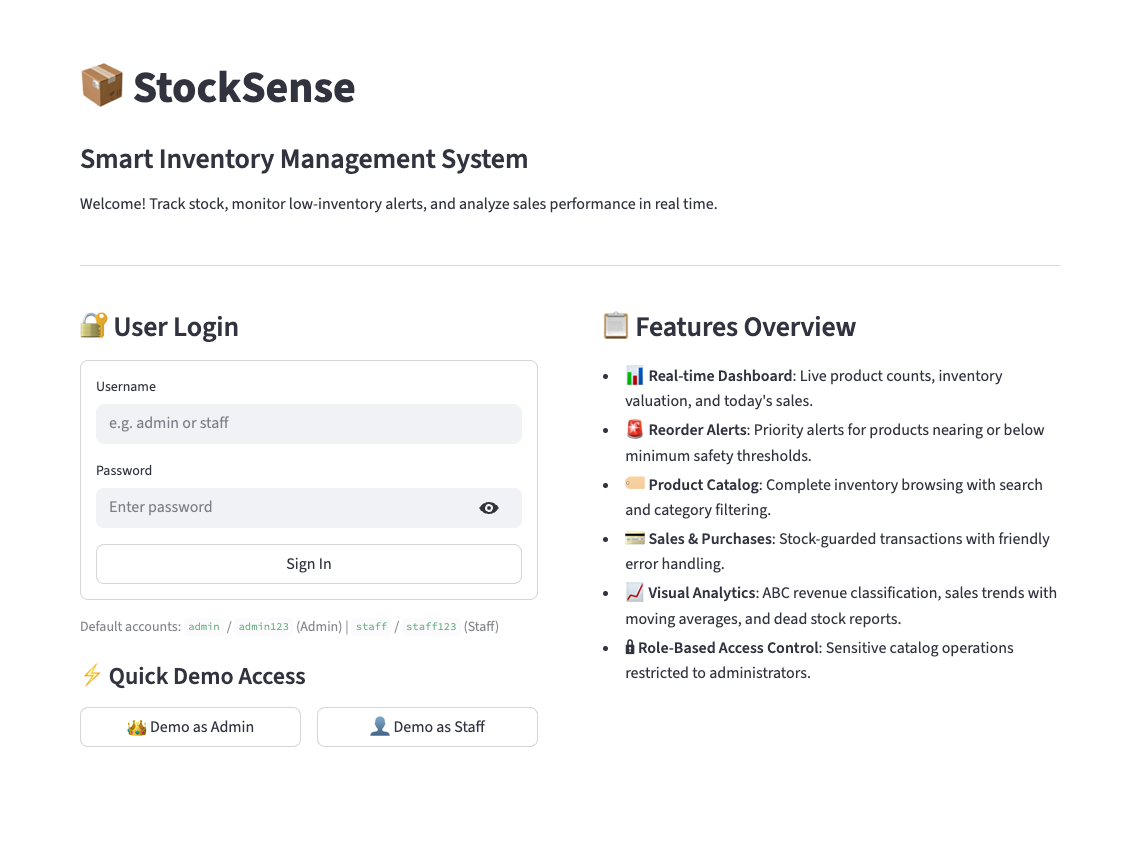 📦 StockSense
Smart Inventory Management System
Welcome! Track stock, monitor low-inventory alerts, and analyze sales performance in real time.
🔐 User Login
Username
e.g. admin or staff
Password
Enter password
Sign In
Default accounts: admin / admin123 (Admin) | staff / staff123 (Staff)
⚡ Quick Demo Access
👑 Demo as Admin
👤 Demo as Staff
📋 Features Overview
• 📊 Real-time Dashboard: Live product counts, inventory
valuation, and today's sales.
• 🚨 Reorder Alerts: Priority alerts for products nearing or below
minimum safety thresholds.
• 🏷️ Product Catalog: Complete inventory browsing with search
and category filtering.
• 💳 Sales & Purchases: Stock-guarded transactions with friendly
error handling.
• 📈 Visual Analytics: ABC revenue classification, sales trends with
moving averages, and dead stock reports.
• 🔒 Role-Based Access Control: Sensitive catalog operations
restricted to administrators.